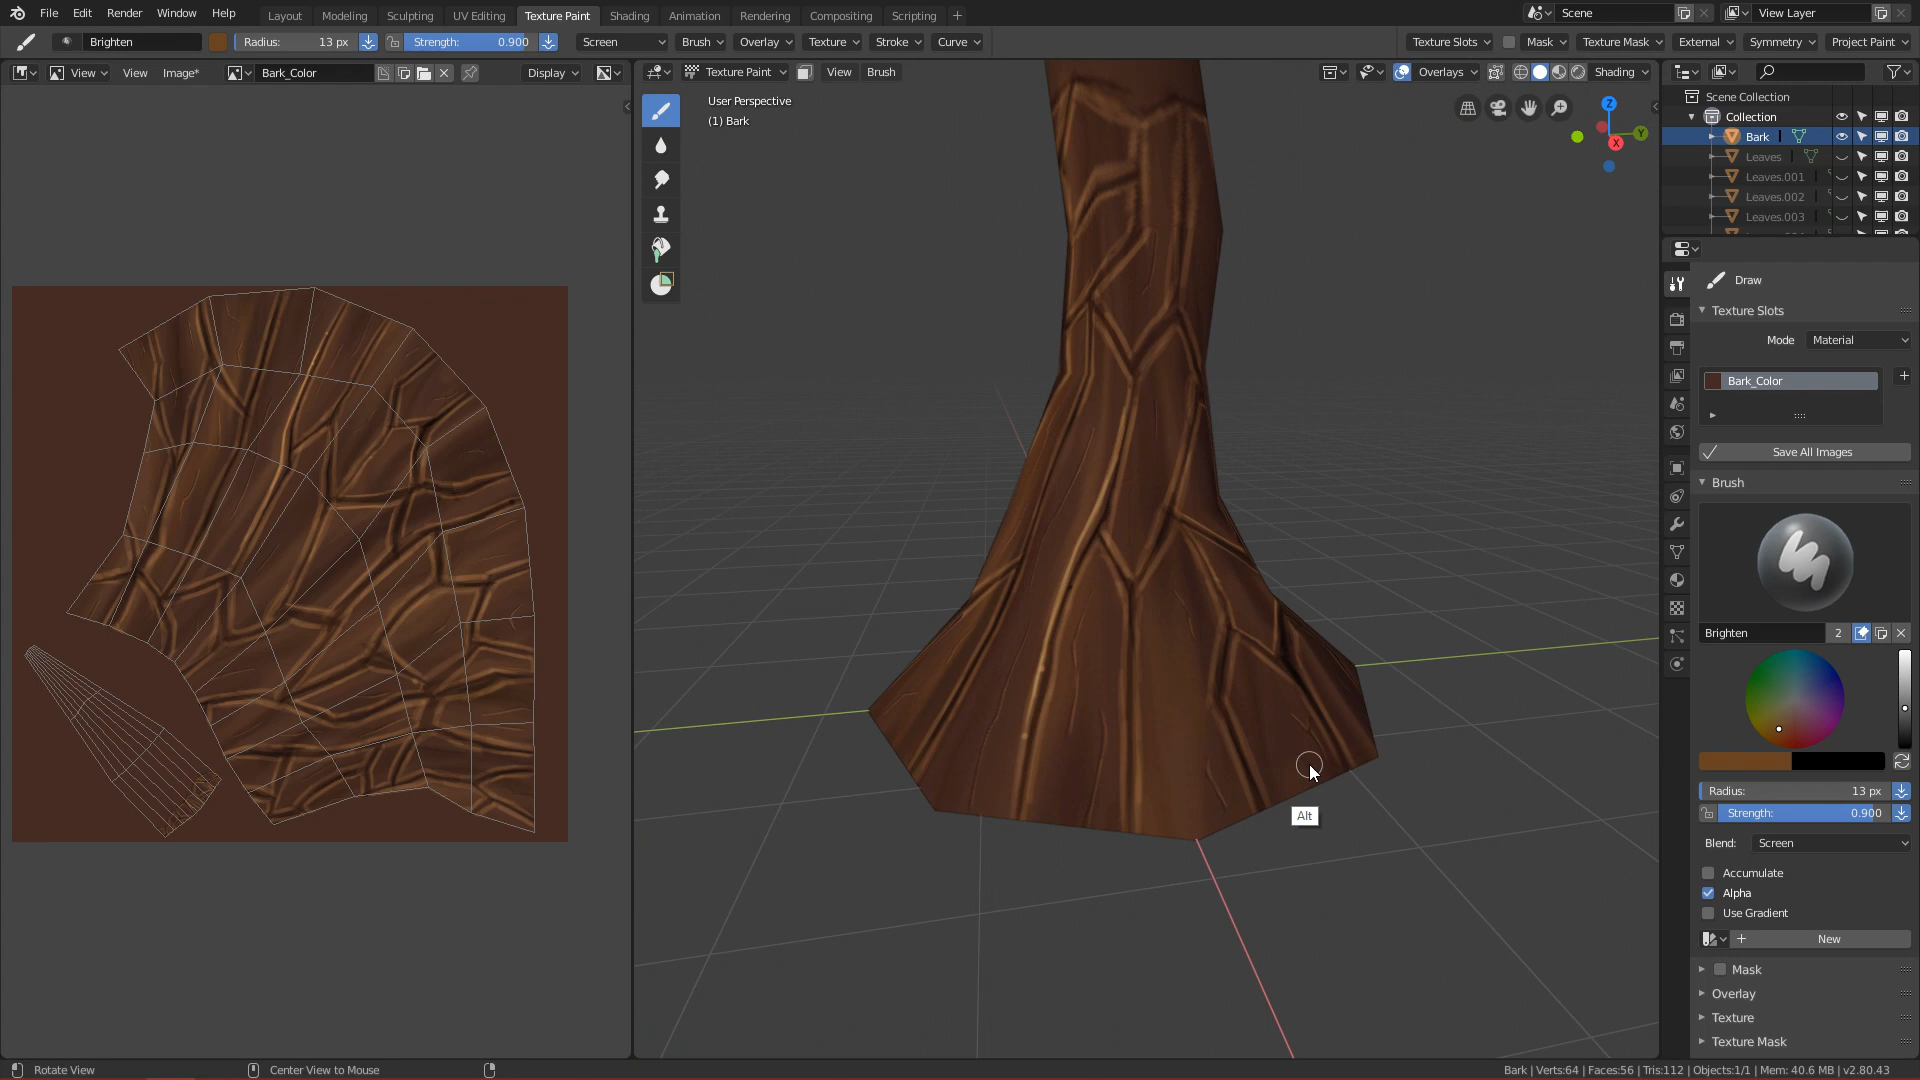 File Edit Render Window Help Layout Modeling Sculpting UV Editing Texture Paint Shading Animation Rendering Compositing Scripting + Scene View Layer
Brighten Radius: 13 px Strength: 0.900 Screen Brush Overlay Texture Stroke Curve Texture Slots Mask Texture Mask External Symmetry Project Paint
View View Image* Bark_Color Display Texture Paint View Brush Overlays Shading
User Perspective
(1) Bark
Z
Y
X
Scene Collection
Collection
Bark
Leaves
Leaves.001
Leaves.002
Leaves.003
Draw
Texture Slots
Mode Material
Bark_Color
Save All Images
Brush
Brighten 2
Radius: 13 px
Strength: 0.900
Blend: Screen
Accumulate
Alpha
Use Gradient
New
Mask
Overlay
Texture
Texture Mask
Alt
Rotate View Center View to Mouse Bark | Verts:64 | Faces:56 | Tris:112 | Objects:1/1 | Mem: 40.6 MB | v2.80.43